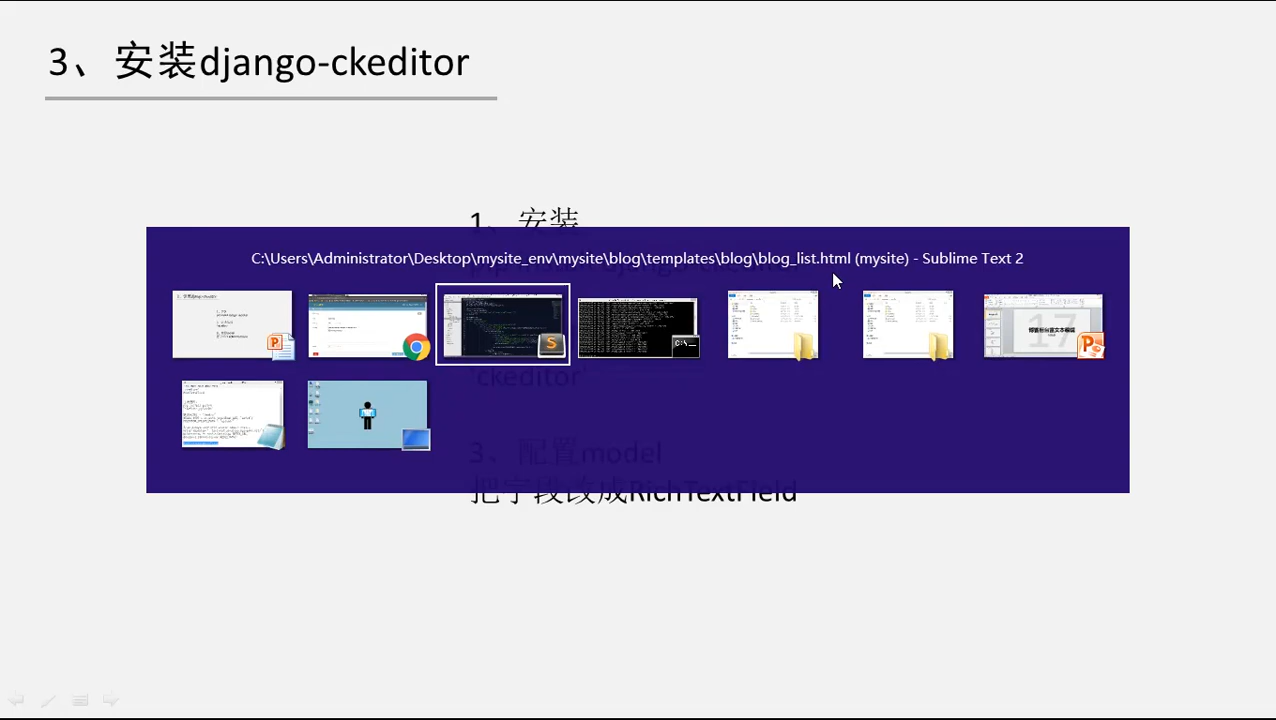 3、安装django-ckeditor
1、安装
C:\Users\Administrator\Desktop\mysite_env\mysite\blog\templates\blog\blog_list.html (mysite) - Sublime Text 2
'ckeditor'
3、配置model
把字段改成RichTextField